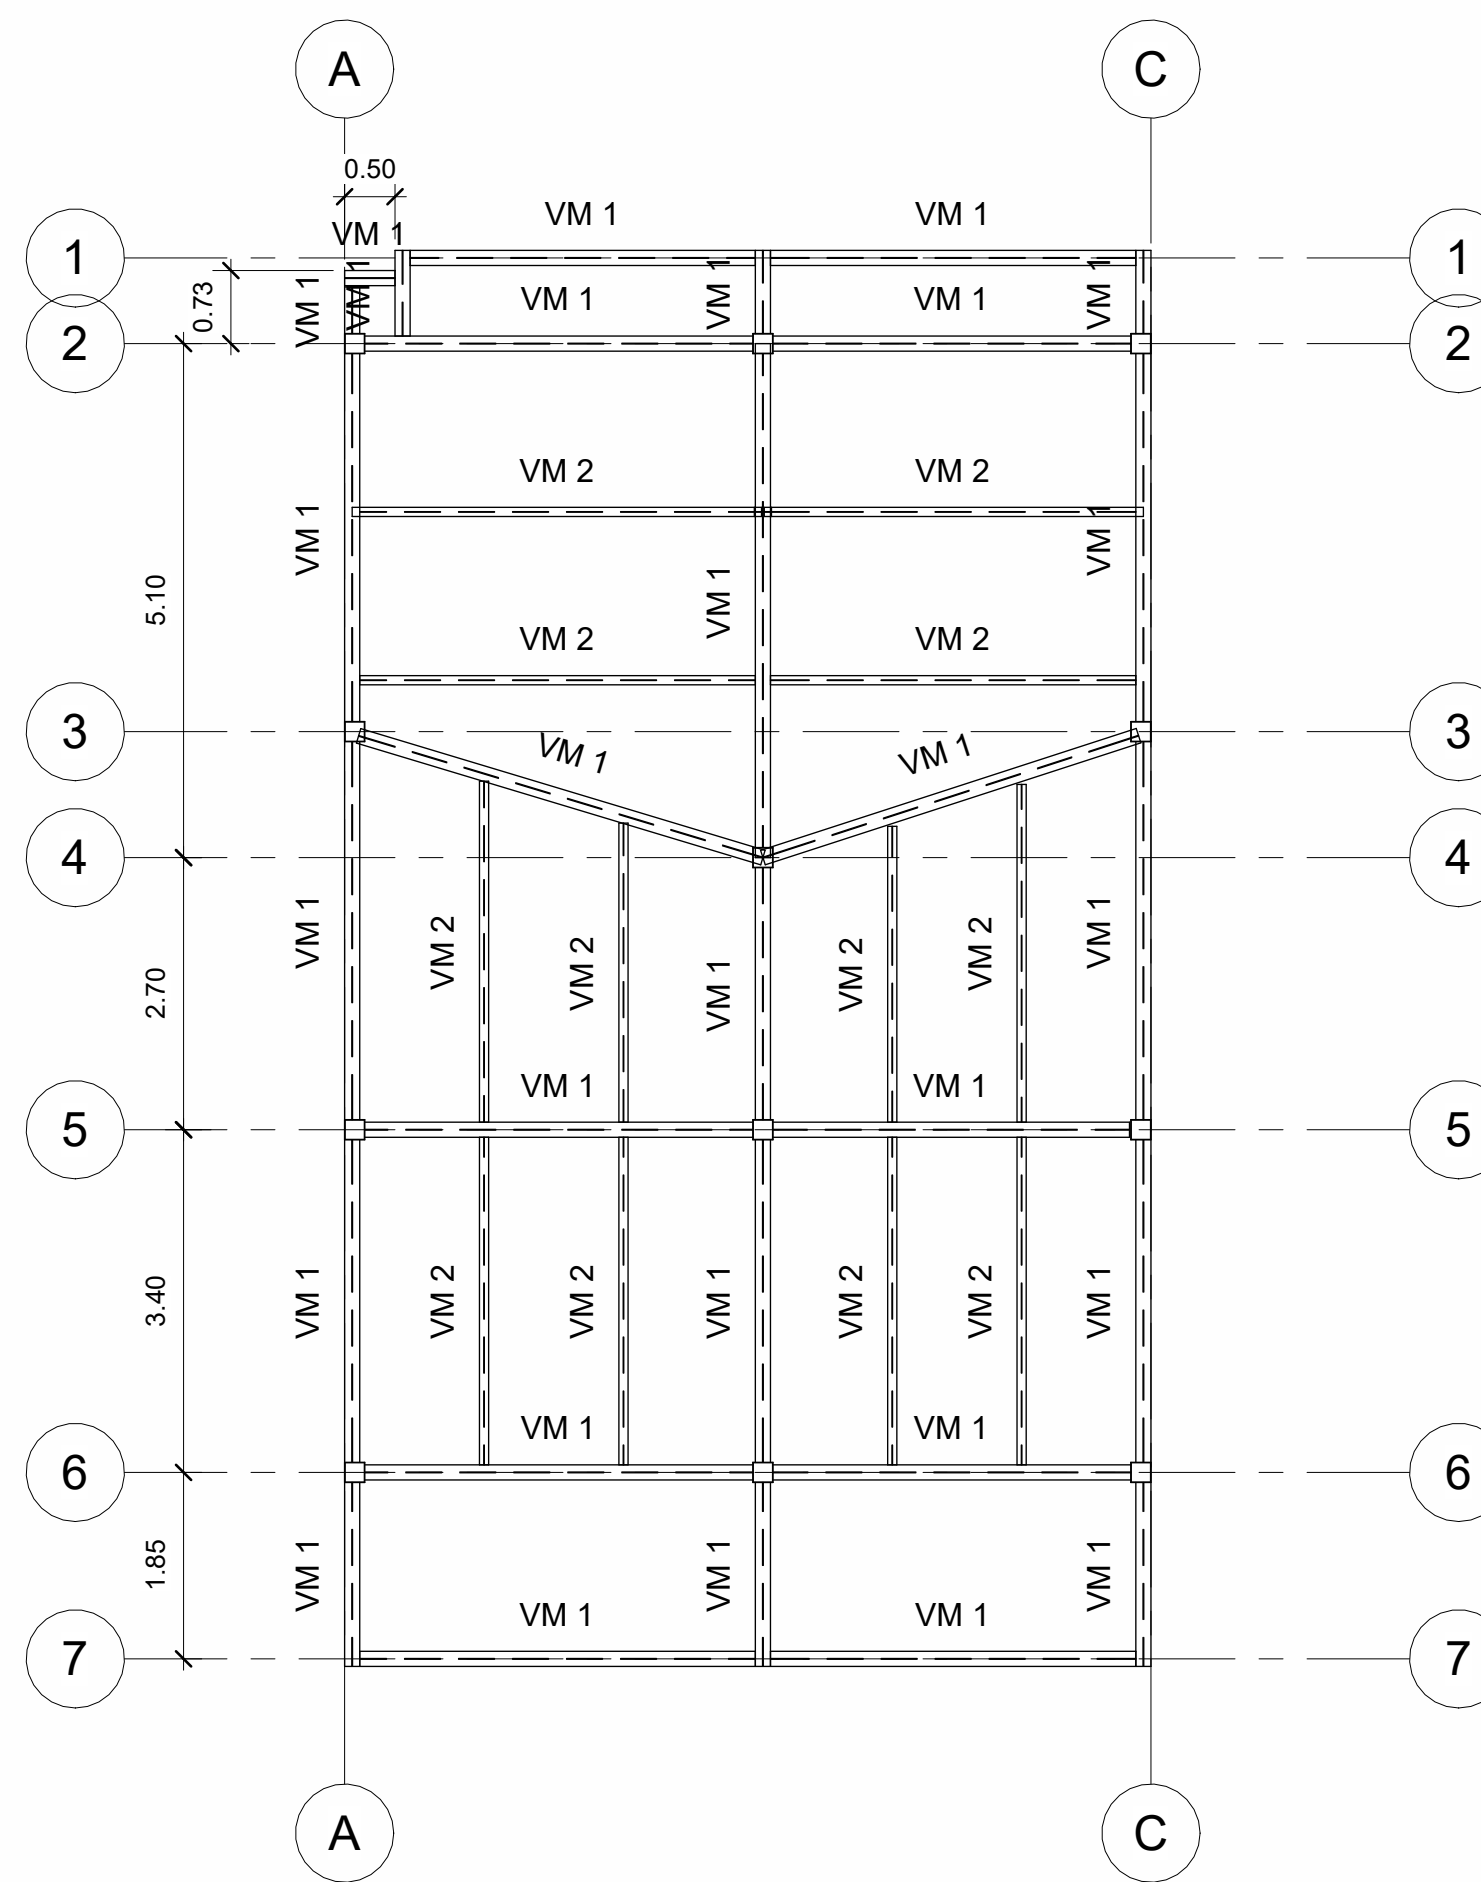 A C
0.50
VM 1 VM 1
VM 1
1 1
VM 1 VM 1 VM 1 VM 1
0.73 VM 1 VM 1
2 2
VM 2 VM 2
VM 1 VM 1
5.10 VM 1
VM 2 VM 2
3 3
VM 1 VM 1
4 4
VM 1 VM 1
VM 2 VM 2 VM 2 VM 2
2.70 VM 1
VM 1 VM 1
5 5
3.40 VM 1 VM 2 VM 2 VM 1 VM 2 VM 2 VM 1
VM 1 VM 1
6 6
1.85 VM 1 VM 1 VM 1
VM 1 VM 1
7 7
A C